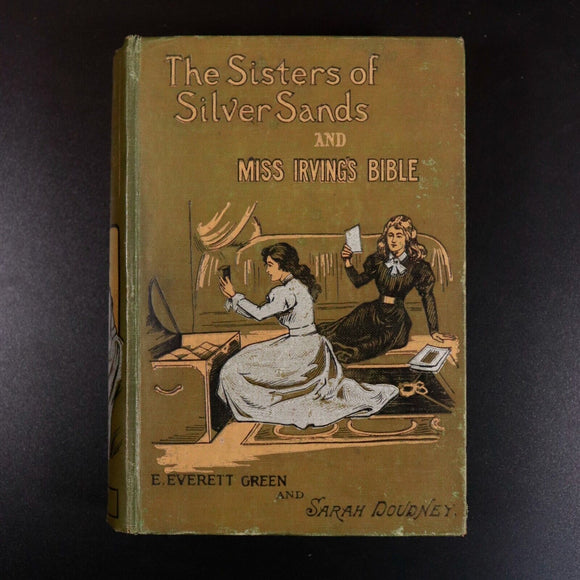 The Sisters of
Silver Sands
AND
MISS IRVING'S BIBLE
E. EVERETT GREEN
AND
SARAH DOUDNEY.